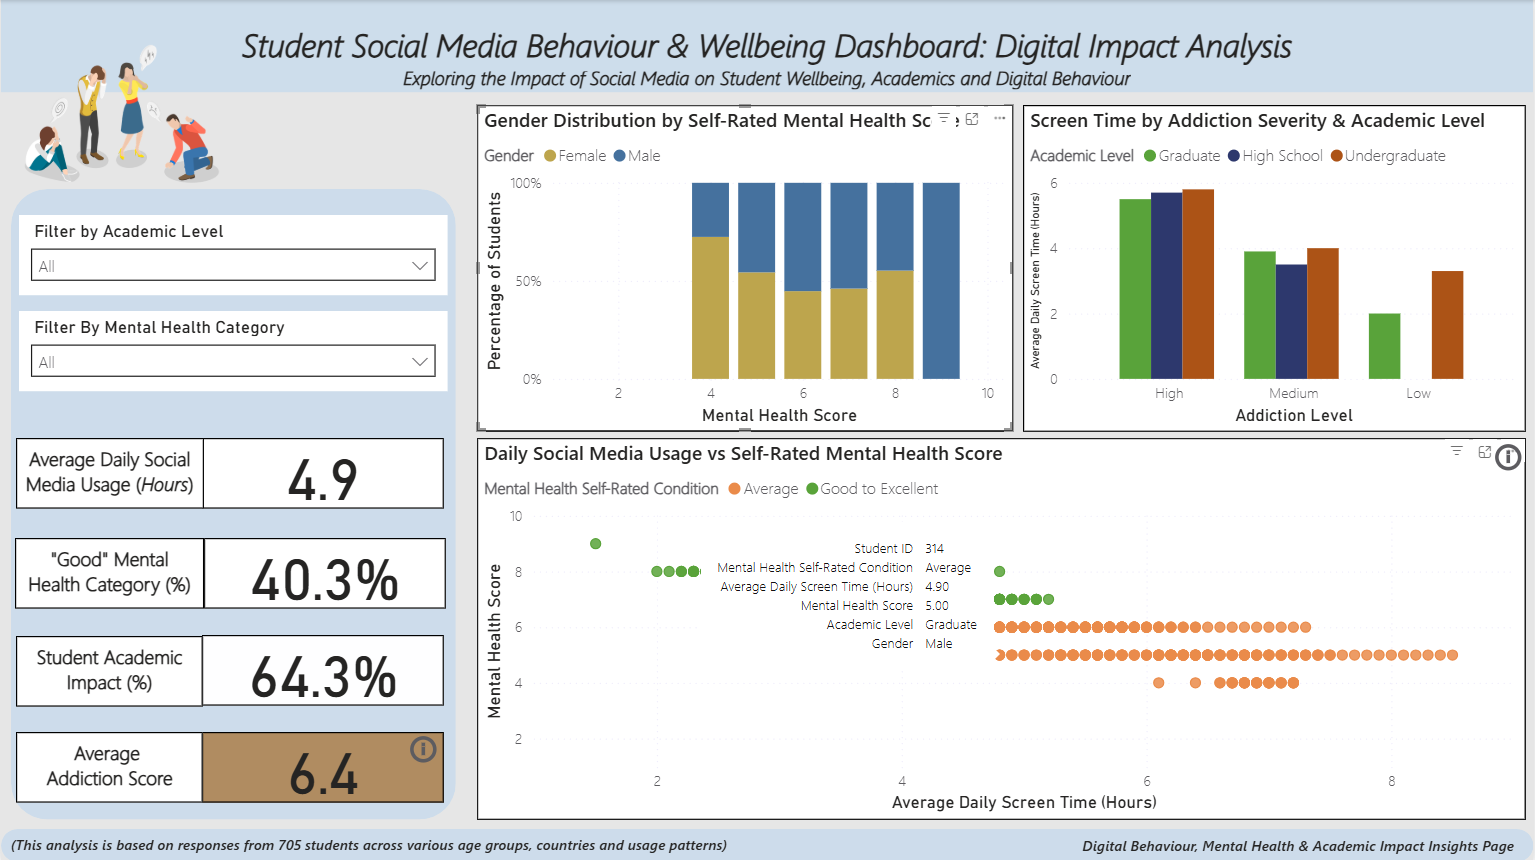 Student Social Media Behaviour & Wellbeing Dashboard: Digital Impact Analysis
Exploring the Impact of Social Media on Student Wellbeing, Academics and Digital Behaviour
Filter by Academic Level
All
Filter By Mental Health Category
All
Average Daily Social
Media Usage (Hours)
4.9
"Good" Mental
Health Category (%)
40.3%
Student Academic
Impact (%)
64.3%
Average
Addiction Score
6.4
Gender Distribution by Self-Rated Mental Health Sc e
Gender Female Male
Percentage of Students
100%
50%
0%
2 4 6 8 10
Mental Health Score
Screen Time by Addiction Severity & Academic Level
Academic Level Graduate High School Undergraduate
Average Daily Screen Time (Hours)
6
4
2
0
High Medium Low
Addiction Level
Daily Social Media Usage vs Self-Rated Mental Health Score
Mental Health Self-Rated Condition Average Good to Excellent
Mental Health Score
10
8
6
4
2
Student ID 314
Mental Health Self-Rated Condition Average
Average Daily Screen Time (Hours) 4.90
Mental Health Score 5.00
Academic Level Graduate
Gender Male
2 4 6 8
Average Daily Screen Time (Hours)
(This analysis is based on responses from 705 students across various age groups, countries and usage patterns)
Digital Behaviour, Mental Health & Academic Impact Insights Page